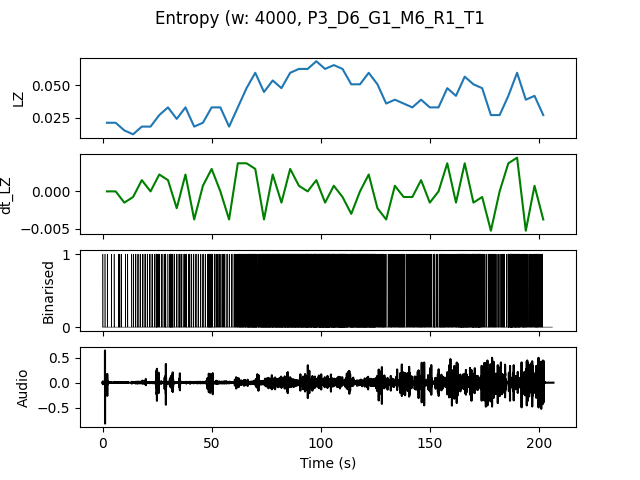 Entropy (w: 4000, P3_D6_G1_M6_R1_T1
LZ
0.050
0.025
dt_LZ
0.000
−0.005
Binarised
1
0
Audio
0.5
0.0
−0.5
0 50 100 150 200
Time (s)